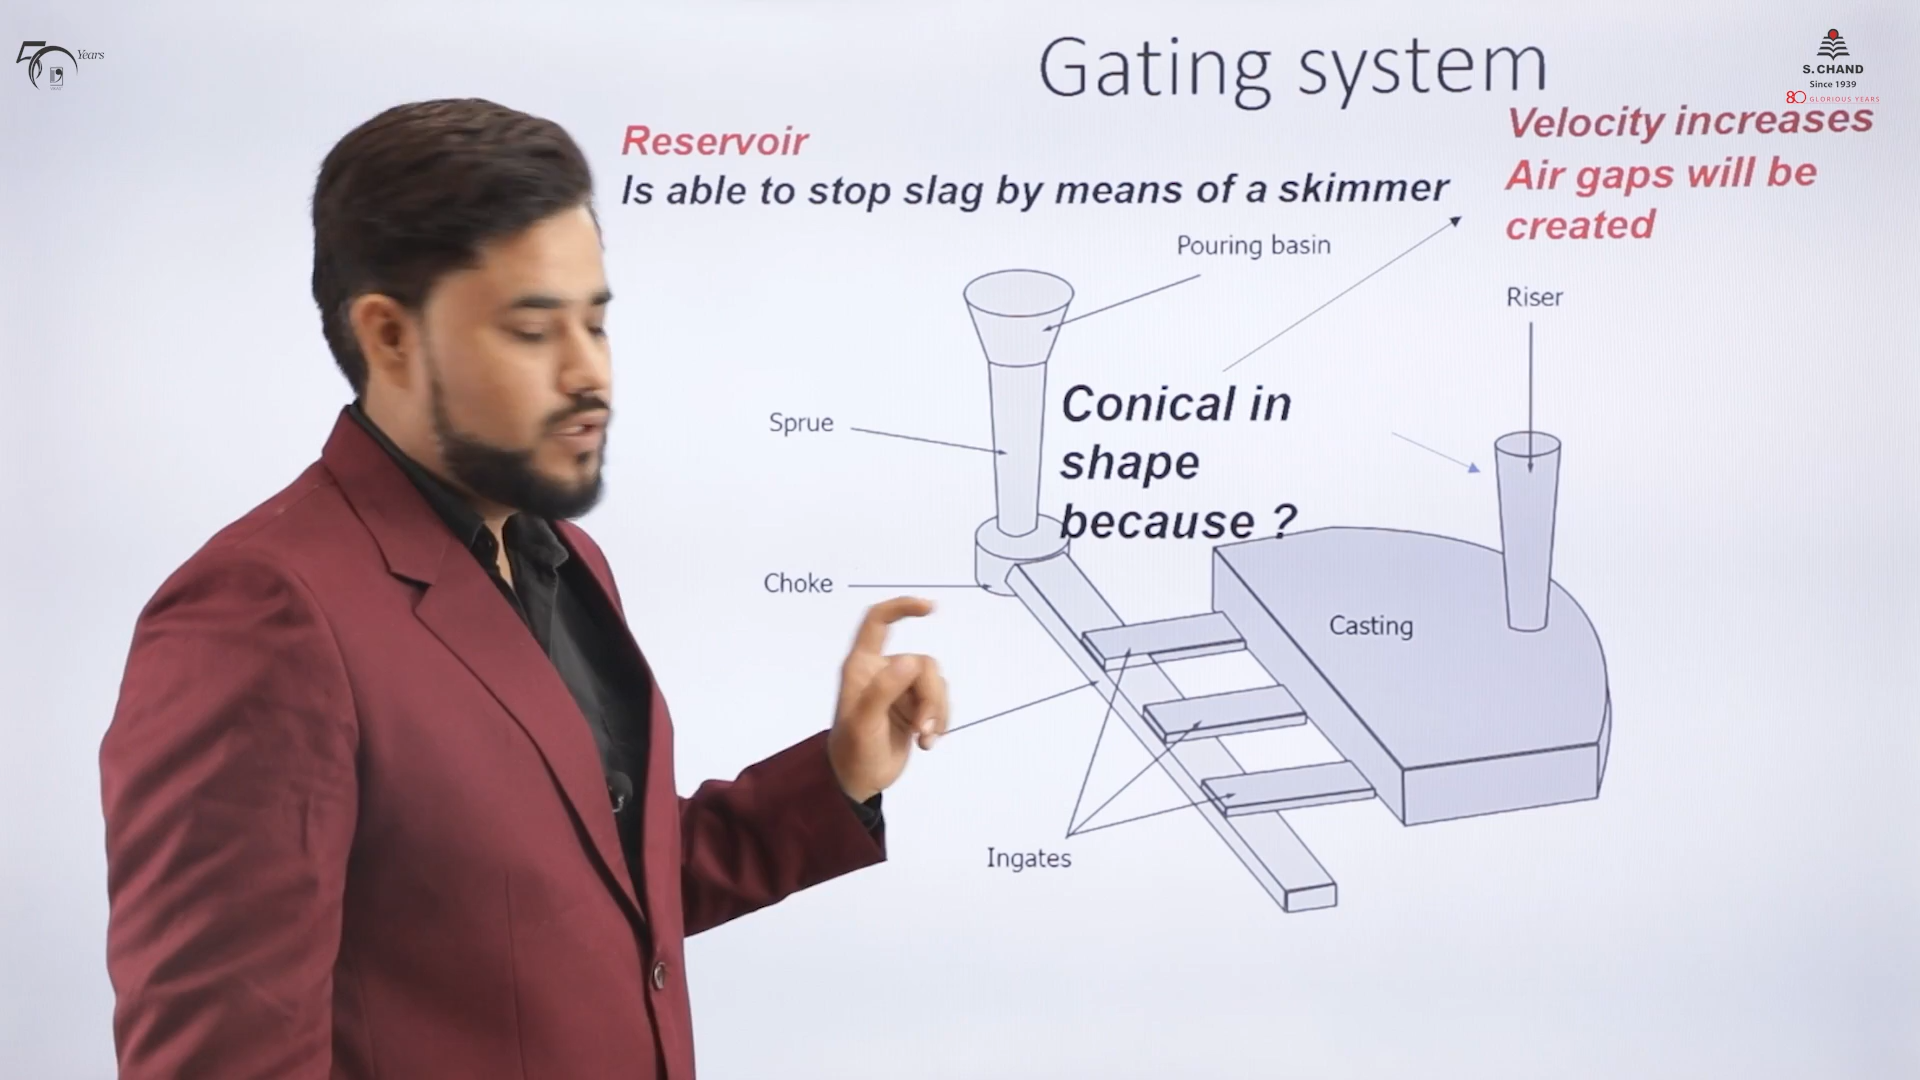 50 Years
Gating system
S. CHAND
Since 1939
80 GLORIOUS YEARS
Reservoir
Is able to stop slag by means of a skimmer
Velocity increases
Air gaps will be
created
Pouring basin
Riser
Sprue
Conical in
shape
because ?
Choke
Casting
Ingates